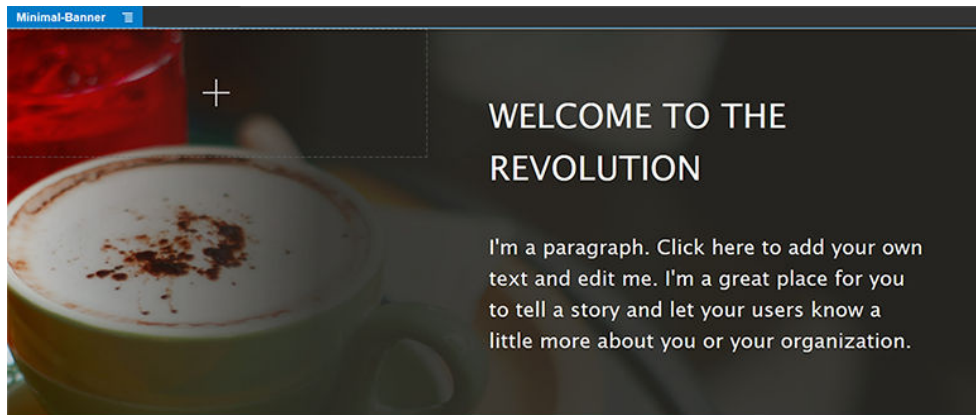 Minimal-Banner
WELCOME TO THE
REVOLUTION
I'm a paragraph. Click here to add your own
text and edit me. I'm a great place for you
to tell a story and let your users know a
little more about you or your organization.